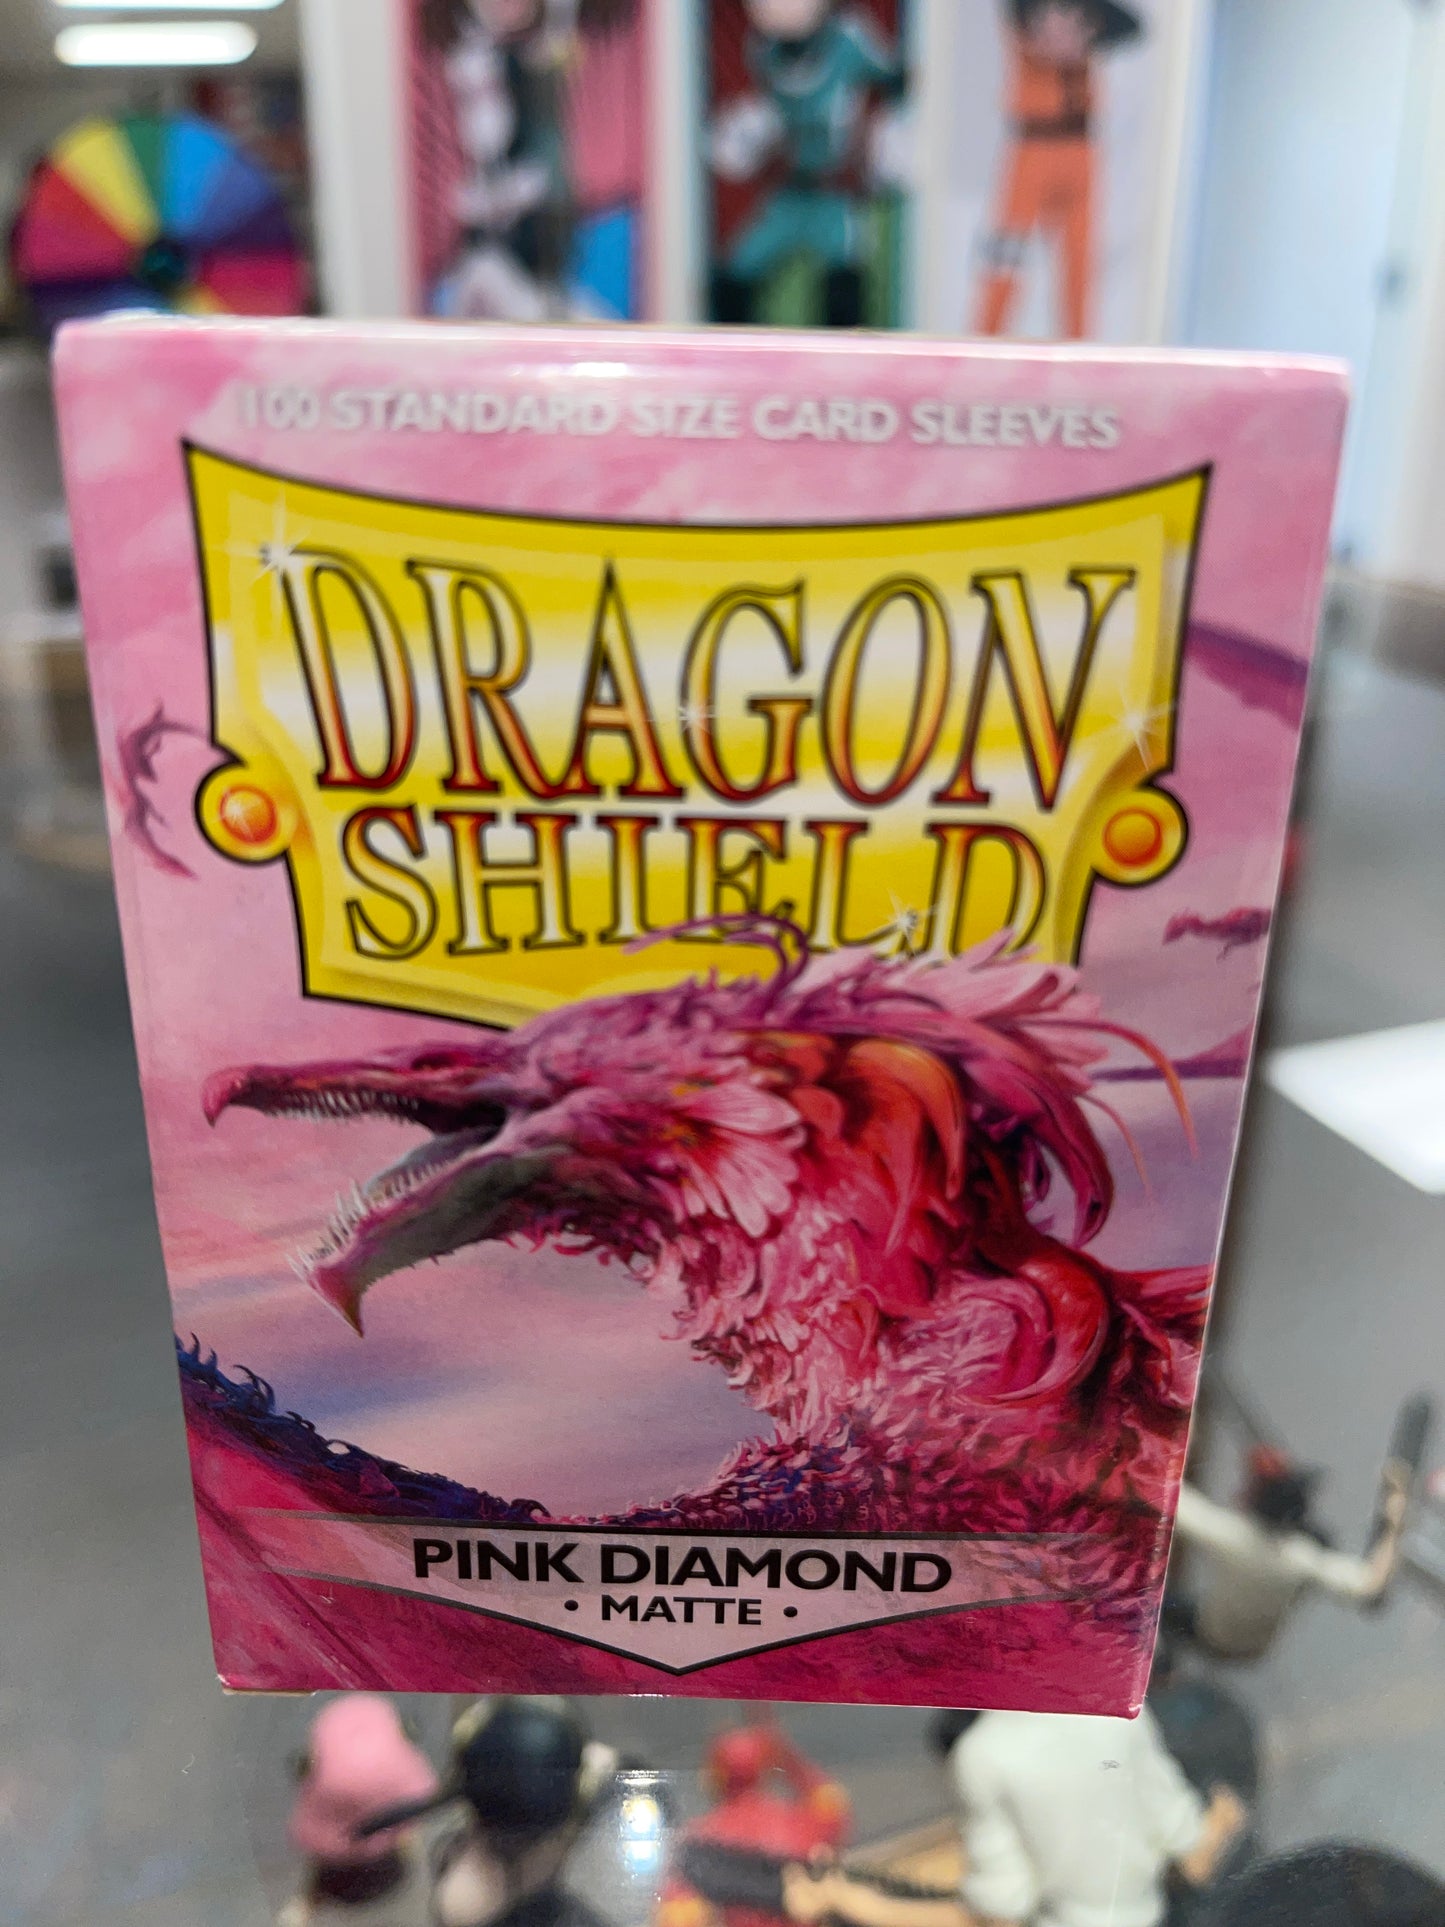 100 STANDARD SIZE CARD SLEEVES
DRAGON
SHIELD
PINK DIAMOND
• MATTE •